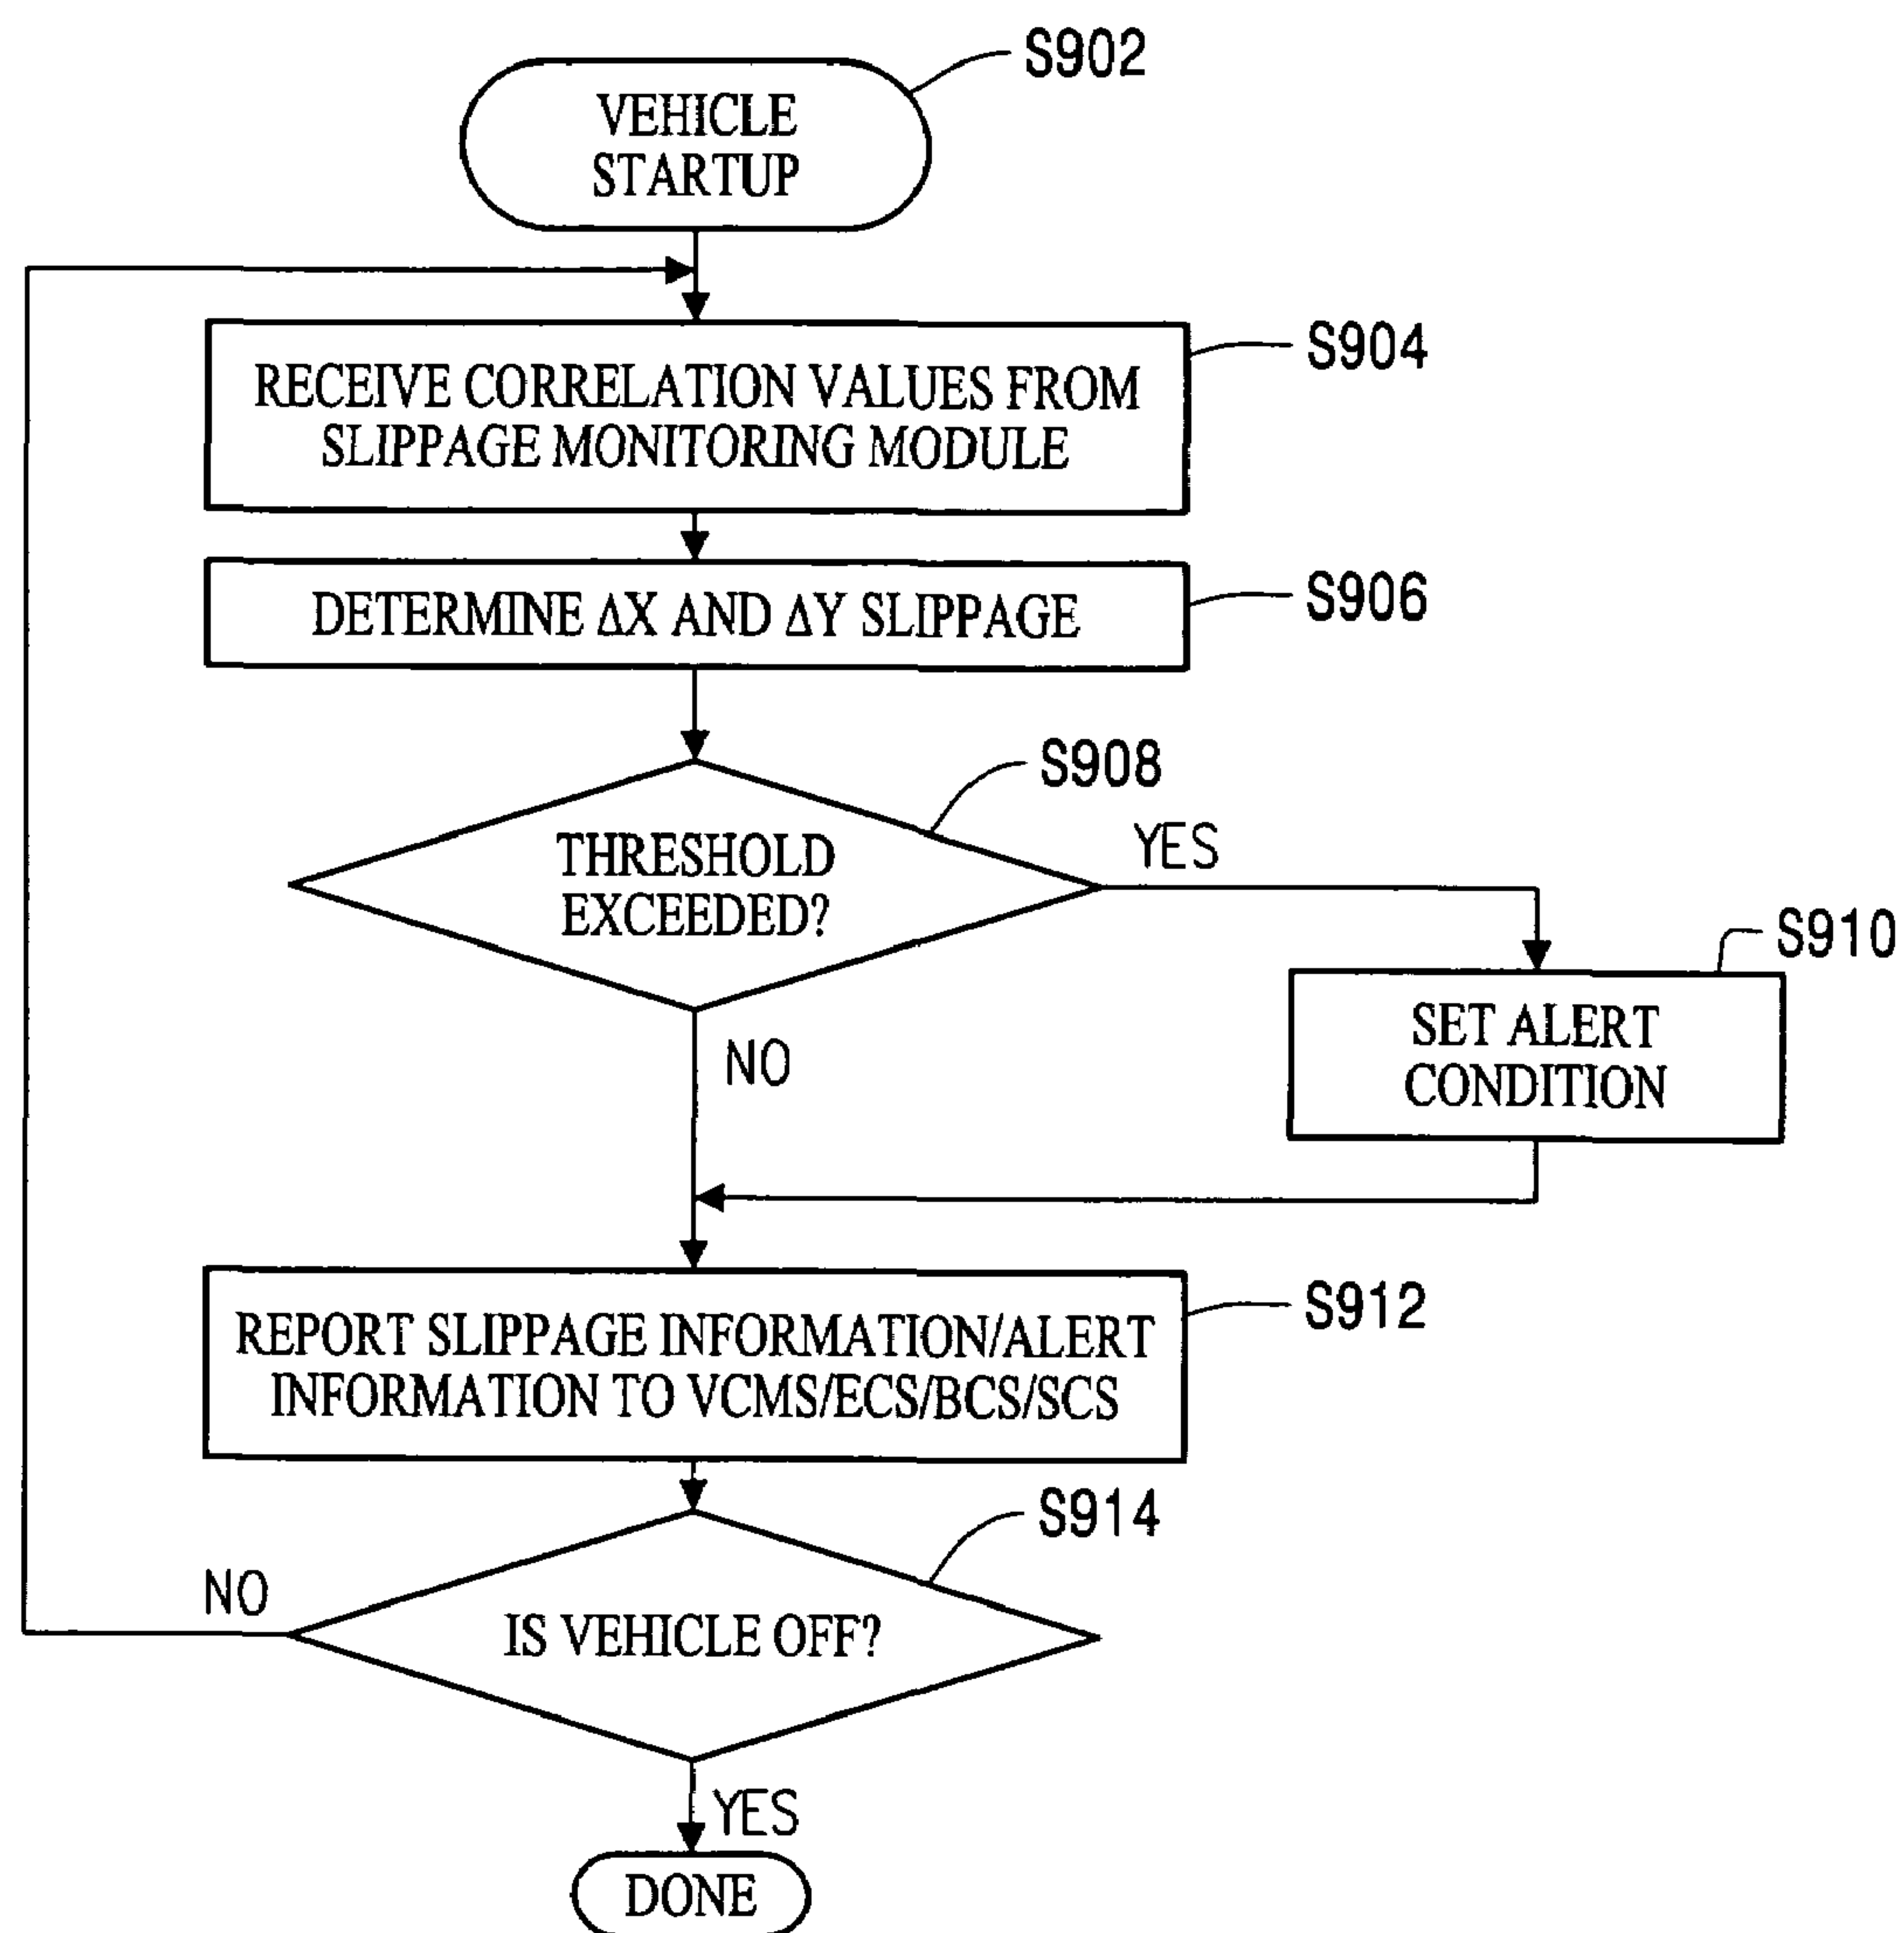 S902
VEHICLE
STARTUP
S904
RECEIVE CORRELATION VALUES FROM
SLIPPAGE MONITORING MODULE
S906
DETERMINE ΔX AND ΔY SLIPPAGE
S908
THRESHOLD
EXCEEDED?
YES
S910
SET ALERT
CONDITION
NO
S912
REPORT SLIPPAGE INFORMATION/ALERT
INFORMATION TO VCMS/ECS/BCS/SCS
S914
NO
IS VEHICLE OFF?
YES
DONE